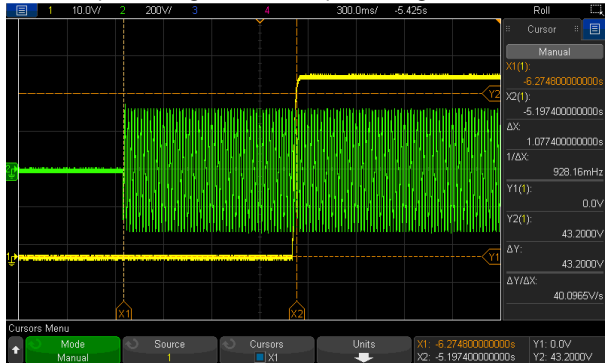 1 10.0V/ 2 200V/ 3 4 300.0ms/ -5.425s Roll
Cursor
Manual
X1(1):
-6.274800000000s
X2(1):
-5.197400000000s
ΔX:
1.077400000000s
1/ΔX:
928.16mHz
Y1(1):
0.0V
Y2(1):
43.2000V
ΔY:
43.2000V
ΔY/ΔX:
40.0965V/s
Y2
Y1
X1 X2
Cursors Menu
Mode Source Cursors Units X1: -6.274800000000s Y1: 0.0V
Manual 1 X1 X2: -5.197400000000s Y2: 43.2000V